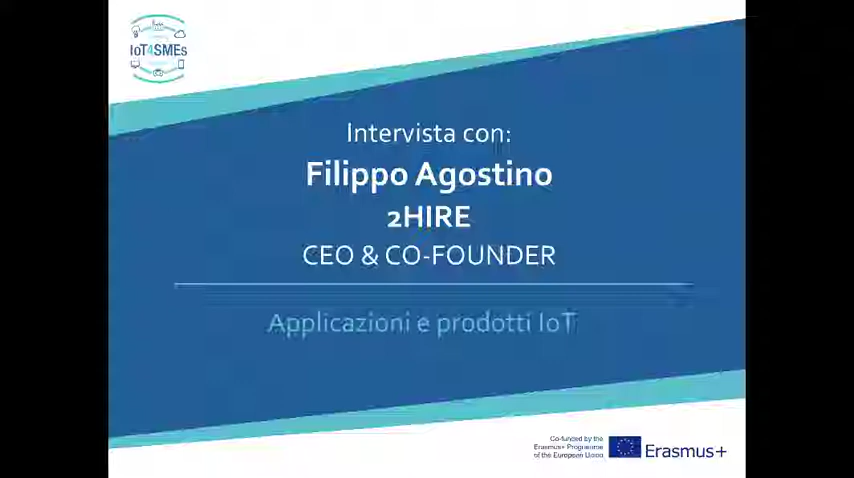 IoT4SMEs
Intervista con:
Filippo Agostino
2HIRE
CEO & CO-FOUNDER
Applicazioni e prodotti IoT
Co-funded by the
Erasmus+ Programme
of the European Union
Erasmus+